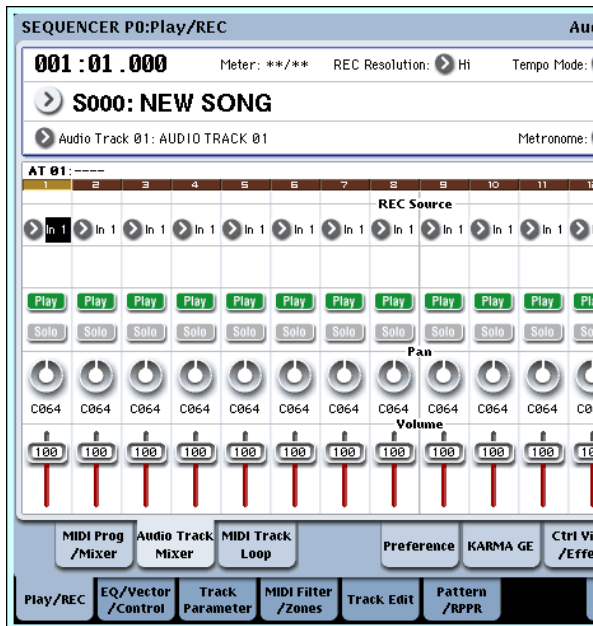 SEQUENCER P0:Play/REC
001:01.000 Meter: **/** REC Resolution: Hi Tempo Mode:
S000: NEW SONG
Audio Track 01: AUDIO TRACK 01 Metronome:
AT 01:----
1 2 3 4 5 6 7 8 9 10 11
REC Source
In 1 In 1 In 1 In 1 In 1 In 1 In 1 In 1 In 1 In 1 In 1
Play Play Play Play Play Play Play Play Play Play Play
Solo Solo Solo Solo Solo Solo Solo Solo Solo Solo Solo
Pan
C064 C064 C064 C064 C064 C064 C064 C064 C064 C064 C064
Volume
100 100 100 100 100 100 100 100 100 100 100
MIDI Prog /Mixer Audio Track Mixer MIDI Track Loop Preference KARMA GE Ctrl
Play/REC EQ/Vector /Control Track Parameter MIDI Filter /Zones Track Edit Pattern /RPPR